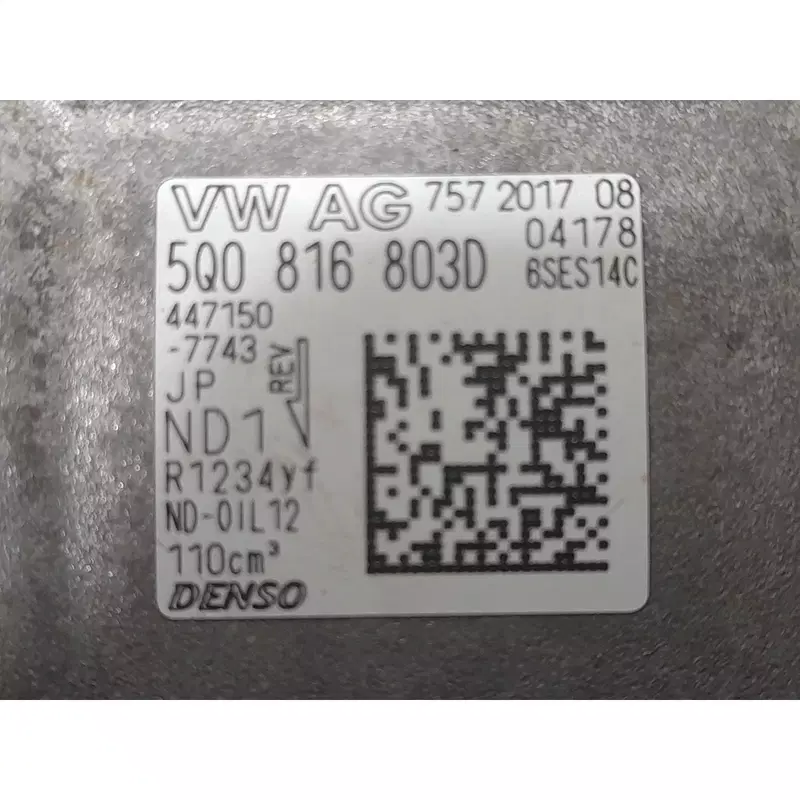 VW AG 757 2017 08
04178
5Q0 816 803D 6SES14C
447150
-7743
REV
JP
ND1
R1234yf
ND-OIL12
110cm³
DENSO